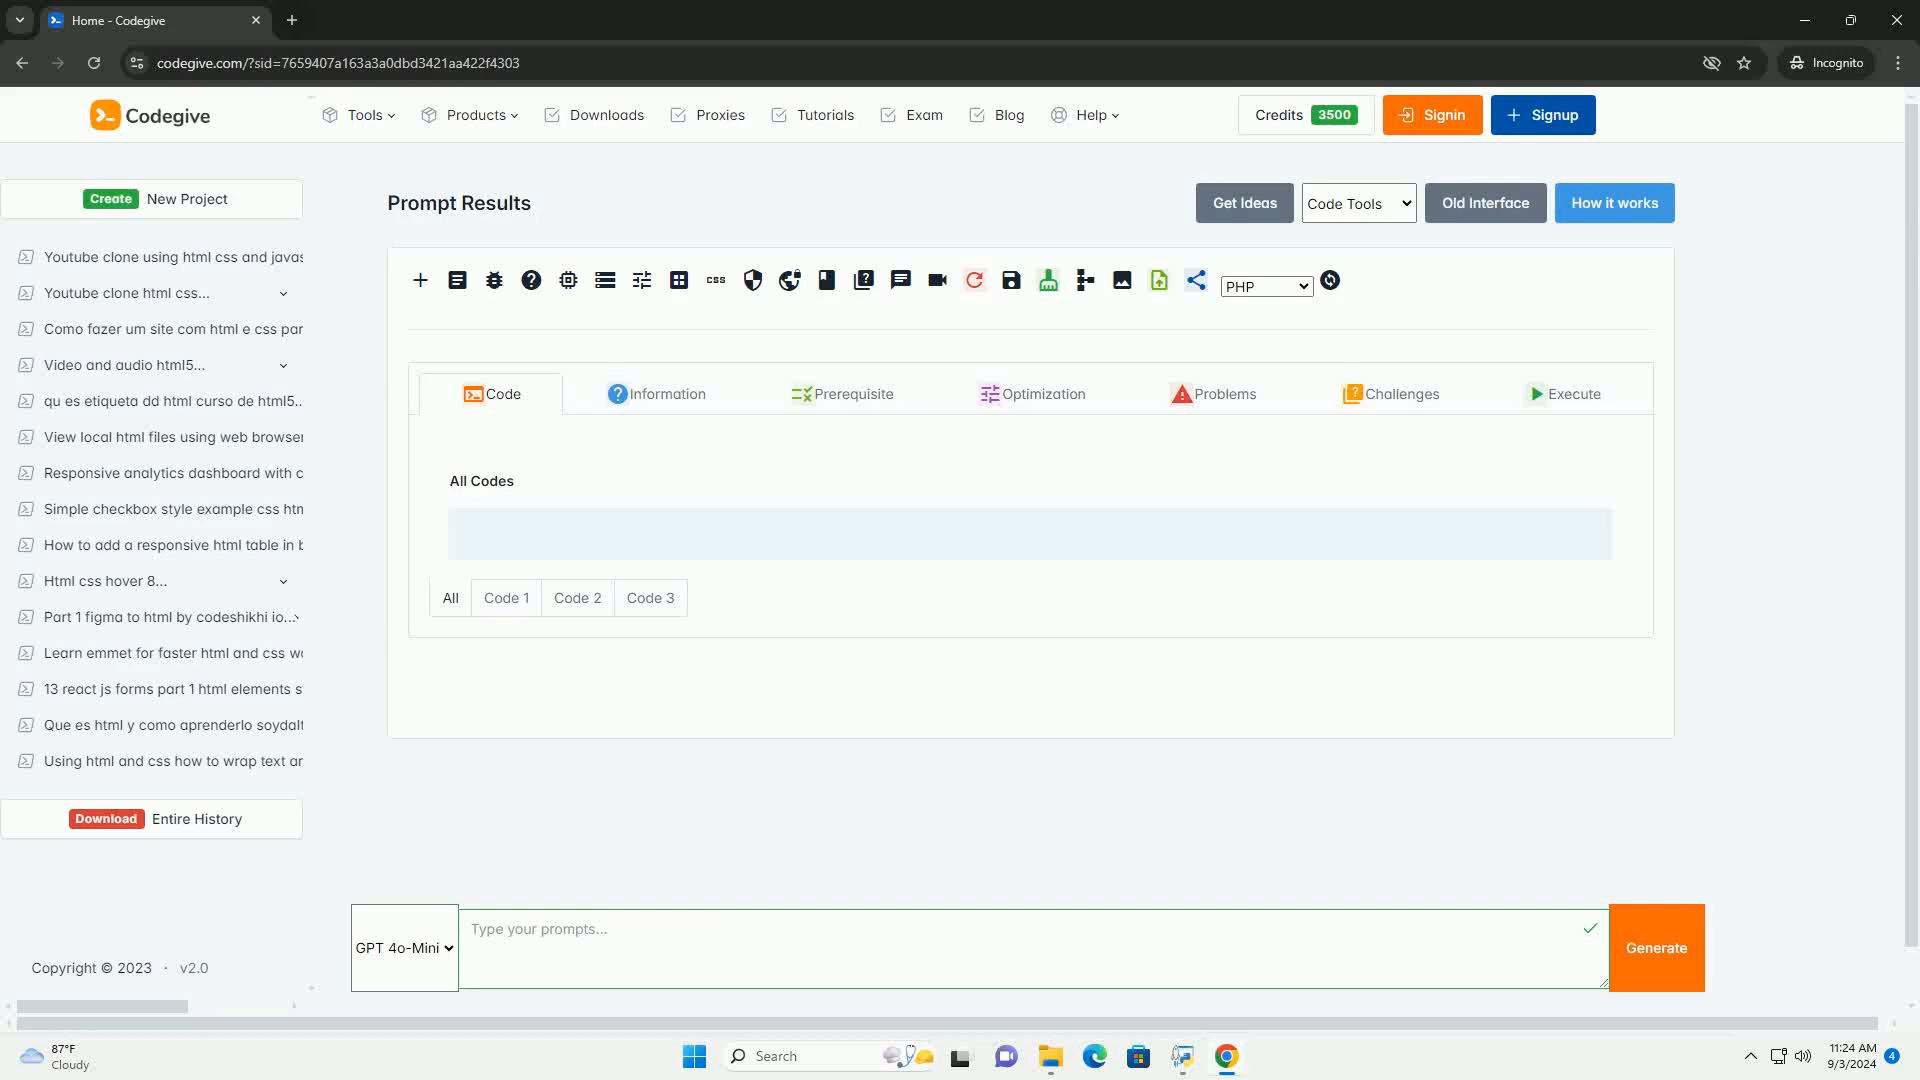 Home - Codegive
codegive.com/?sid=7659407a163a3a0dbd3421aa422f4303
Incognito
Codegive
Tools
Products
Downloads
Proxies
Tutorials
Exam
Blog
Help
Credits 3500
Signin
Signup
Create New Project
Youtube clone using html css and javas
Youtube clone html css...
Como fazer um site com html e css par
Video and audio html5...
qu es etiqueta dd html curso de html5..
View local html files using web browser
Responsive analytics dashboard with c
Simple checkbox style example css htm
How to add a responsive html table in b
Html css hover 8...
Part 1 figma to html by codeshikhi io...
Learn emmet for faster html and css wo
13 react js forms part 1 html elements s
Que es html y como aprenderlo soydalt
Using html and css how to wrap text ar
Download Entire History
Copyright © 2023 · v2.0
Prompt Results
Get Ideas
Code Tools
Old Interface
How it works
css
PHP
Code
Information
Prerequisite
Optimization
Problems
Challenges
Execute
All Codes
All
Code 1
Code 2
Code 3
GPT 4o-Mini
Type your prompts...
Generate
87°F
Cloudy
Search
11:24 AM
9/3/2024
4